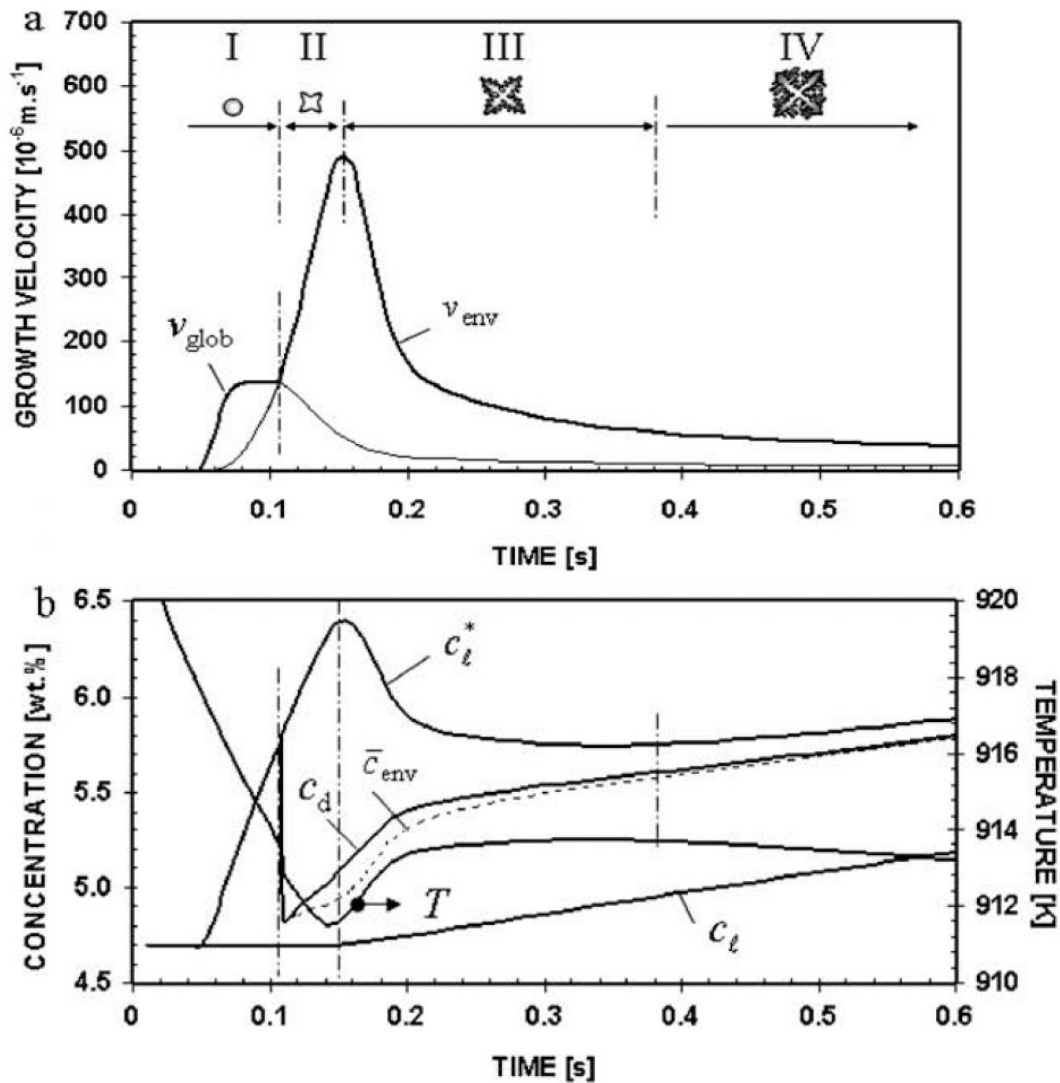 a
GROWTH VELOCITY [10⁻⁶m.s⁻¹]
700
600
500
400
300
200
100
0
I II III IV
v_glob
v_env
0 0.1 0.2 0.3 0.4 0.5 0.6
TIME [s]
b
CONCENTRATION [wt.%]
6.5
6.0
5.5
5.0
4.5
c_ℓ^*
c̅_env
c_d
T
c_ℓ
920
918
916
914
912
910
TEMPERATURE [K]
0 0.1 0.2 0.3 0.4 0.5 0.6
TIME [s]